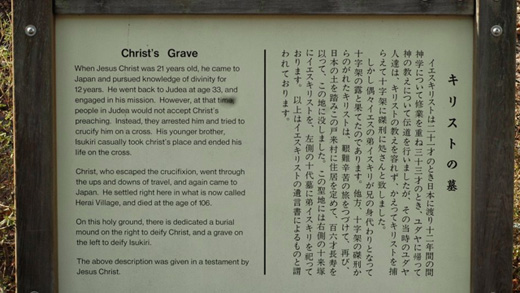 Christ's Grave
When Jesus Christ was 21 years old, he came to
Japan and pursued knowledge of divinity for
12 years. He went back to Judea at age 33, and
engaged in his mission. However, at that time
people in Judea would not accept Christ's
preaching. Instead, they arrested him and tried to
crucify him on a cross. His younger brother,
Isukiri casually took christ's place and ended his
life on the cross.
Christ, who escaped the crucifixion, went through
the ups and downs of travel, and again came to
Japan. He settled right here in what is now called
Herai Village, and died at the age of 106.
On this holy ground, there is dedicated a burial
mound on the right to deify Christ, and a grave on
the left to deify Isukiri.
The above description was given in a testament by
Jesus Christ.
キリストの墓
イエスキリストは二十一才のとき日本に渡り十二年間の間
神学について修業を重ね三十三才のとき、ユダヤに帰って
神の教えについて伝道を行いましたが、その当時のユダヤ
人達は、キリストの教えを容れず、かえってキリストを捕
らえて十字架に磔刑に処さんと致しました。
しかし偶々イエスの弟イスキリが兄の身代わりとなって
十字架の露と果てたのであります。他方、十字架の磔刑か
らのがれたキリストは、艱難辛苦の旅をつづけて、再び、
日本の土を踏みこの戸来村に住居を定めて、百六才長寿を
以って、この地に没しました。この聖地には右側の十来塚
にイエスキリストを、左側の十代墓に弟イスキリを祀って
おります。以上はイエスキリストの遺言書によるものと謂
われております。